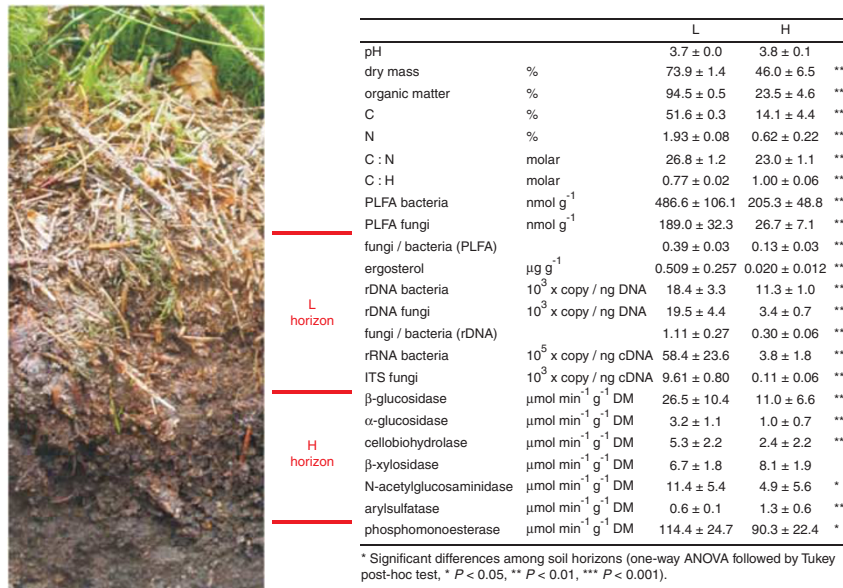 L H
pH 3.7 ± 0.0 3.8 ± 0.1
dry mass % 73.9 ± 1.4 46.0 ± 6.5 **
organic matter % 94.5 ± 0.5 23.5 ± 4.6 **
C % 51.6 ± 0.3 14.1 ± 4.4 **
N % 1.93 ± 0.08 0.62 ± 0.22 **
C : N molar 26.8 ± 1.2 23.0 ± 1.1 **
C : H molar 0.77 ± 0.02 1.00 ± 0.06 **
PLFA bacteria nmol g⁻¹ 486.6 ± 106.1 205.3 ± 48.8 **
PLFA fungi nmol g⁻¹ 189.0 ± 32.3 26.7 ± 7.1 **
fungi / bacteria (PLFA) 0.39 ± 0.03 0.13 ± 0.03 **
ergosterol µg g⁻¹ 0.509 ± 0.257 0.020 ± 0.012 **
rDNA bacteria 10³ x copy / ng DNA 18.4 ± 3.3 11.3 ± 1.0 **
rDNA fungi 10³ x copy / ng DNA 19.5 ± 4.4 3.4 ± 0.7 **
fungi / bacteria (rDNA) 1.11 ± 0.27 0.30 ± 0.06 **
rRNA bacteria 10⁵ x copy / ng cDNA 58.4 ± 23.6 3.8 ± 1.8 **
ITS fungi 10³ x copy / ng cDNA 9.61 ± 0.80 0.11 ± 0.06 **
β-glucosidase µmol min⁻¹ g⁻¹ DM 26.5 ± 10.4 11.0 ± 6.6 **
α-glucosidase µmol min⁻¹ g⁻¹ DM 3.2 ± 1.1 1.0 ± 0.7 **
cellobiohydrolase µmol min⁻¹ g⁻¹ DM 5.3 ± 2.2 2.4 ± 2.2 **
β-xylosidase µmol min⁻¹ g⁻¹ DM 6.7 ± 1.8 8.1 ± 1.9
N-acetylglucosaminidase µmol min⁻¹ g⁻¹ DM 11.4 ± 5.4 4.9 ± 5.6 *
arylsulfatase µmol min⁻¹ g⁻¹ DM 0.6 ± 0.1 1.3 ± 0.6 **
phosphomonoesterase µmol min⁻¹ g⁻¹ DM 114.4 ± 24.7 90.3 ± 22.4 *
* Significant differences among soil horizons (one-way ANOVA followed by Tukey
post-hoc test, * P < 0.05, ** P < 0.01, *** P < 0.001).
L
horizon
H
horizon